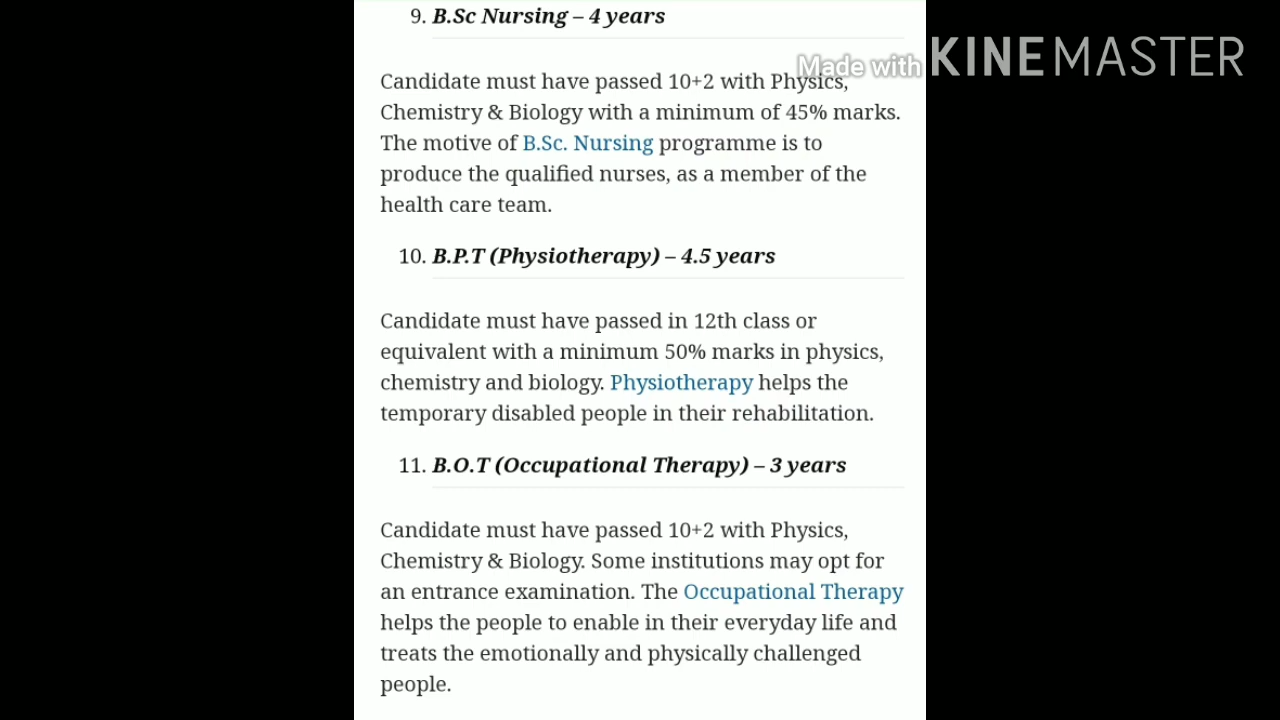 9. B.Sc Nursing – 4 years
Made with KINEMASTER
Candidate must have passed 10+2 with Physics,
Chemistry & Biology with a minimum of 45% marks.
The motive of B.Sc. Nursing programme is to
produce the qualified nurses, as a member of the
health care team.
10. B.P.T (Physiotherapy) – 4.5 years
Candidate must have passed in 12th class or
equivalent with a minimum 50% marks in physics,
chemistry and biology. Physiotherapy helps the
temporary disabled people in their rehabilitation.
11. B.O.T (Occupational Therapy) – 3 years
Candidate must have passed 10+2 with Physics,
Chemistry & Biology. Some institutions may opt for
an entrance examination. The Occupational Therapy
helps the people to enable in their everyday life and
treats the emotionally and physically challenged
people.